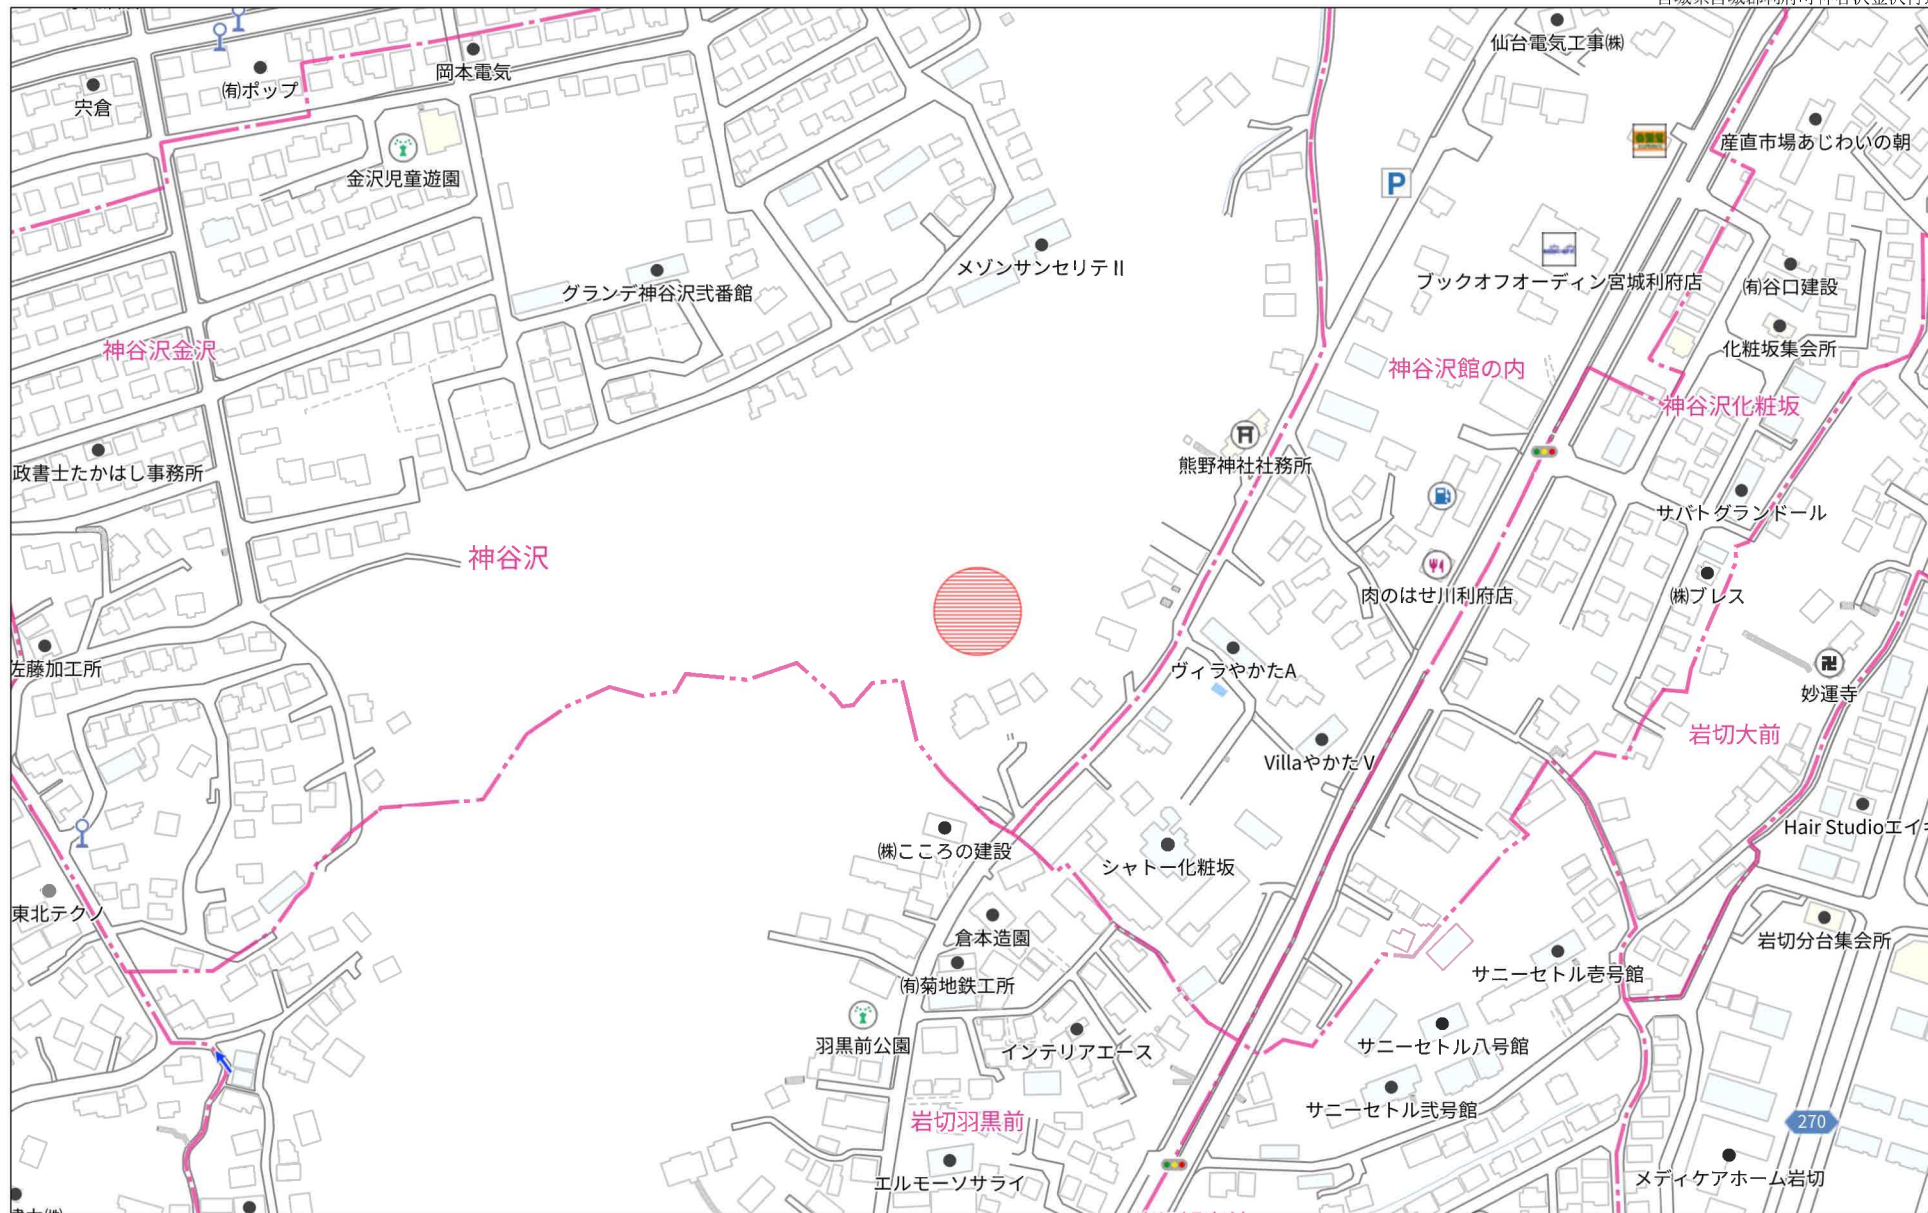 仙台電気工事㈱
岡本電気
㈲ポップ
宍倉
産直市場あじわいの朝
金沢児童遊園
P
メゾンサンセリテⅡ
グランデ神谷沢弐番館
ブックオフオーディン宮城利府店
㈲谷口建設
化粧坂集会所
神谷沢金沢
神谷沢館の内
神谷沢化粧坂
政書士たかはし事務所
熊野神社社務所
サバトグランドール
神谷沢
肉のはせ川利府店
㈱ブレス
佐藤加工所
ヴィラやかたA
妙運寺
岩切大前
VillaやかたⅤ
Hair Studioエイ
㈱こころの建設
シャトー化粧坂
東北テクノ
倉本造園
岩切分台集会所
㈲菊地鉄工所
サニーセトル壱号館
羽黒前公園
インテリアエース
サニーセトル八号館
サニーセトル弐号館
岩切羽黒前
270
エルモーソサライ
メディケアホーム岩切